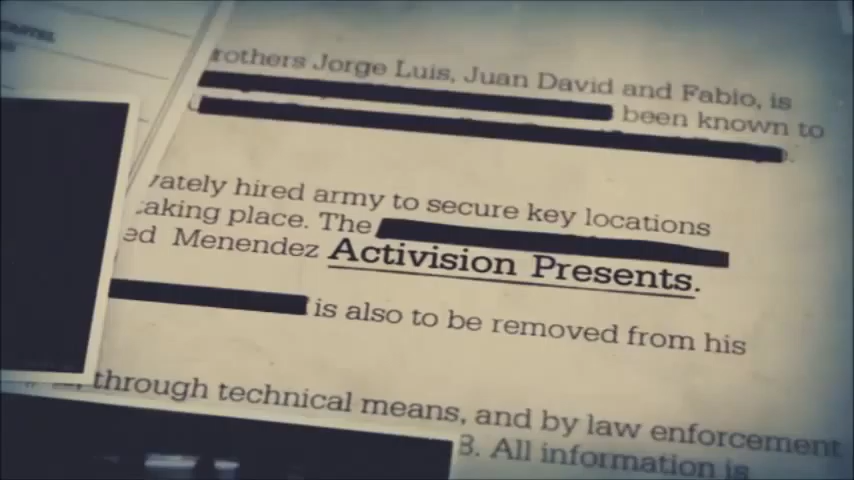 rothers Jorge Luis, Juan David and Fabio, is
been known to
vately hired army to secure key locations
taking place. The
ed Menendez Activision Presents.
is also to be removed from his
through technical means, and by law enforcement
8. All information is